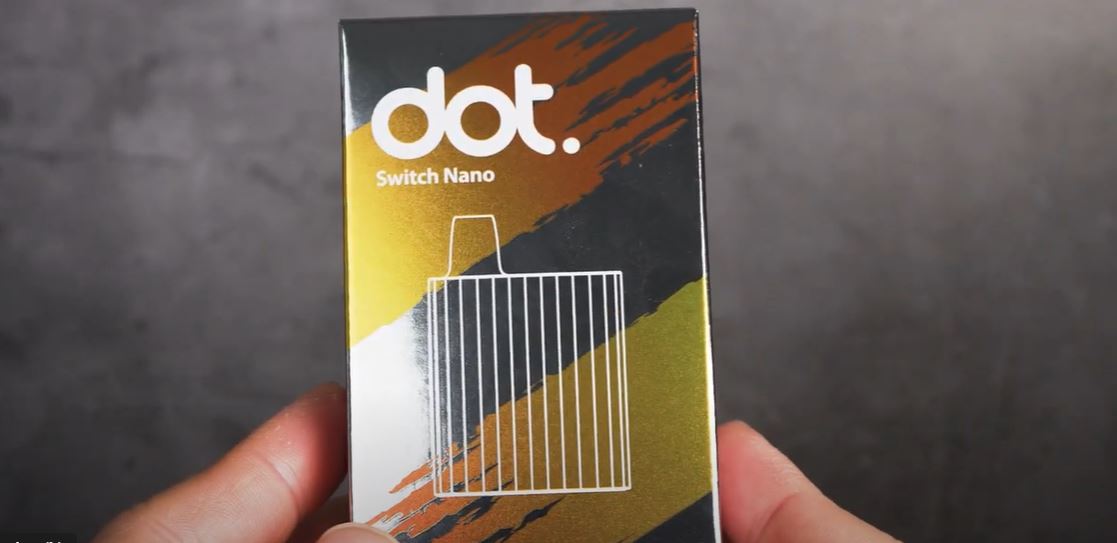 dot.
Switch Nano